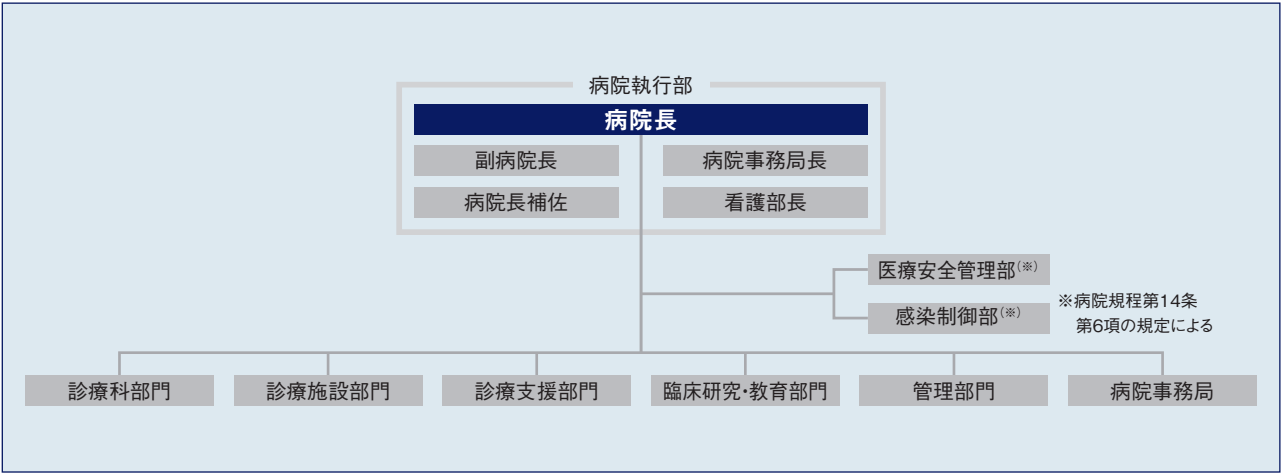 病院執行部
病院長
副病院長
病院事務局長
病院長補佐
看護部長
医療安全管理部(※)
感染制御部(※)
※病院規程第14条
第6項の規定による
診療科部門
診療施設部門
診療支援部門
臨床研究・教育部門
管理部門
病院事務局